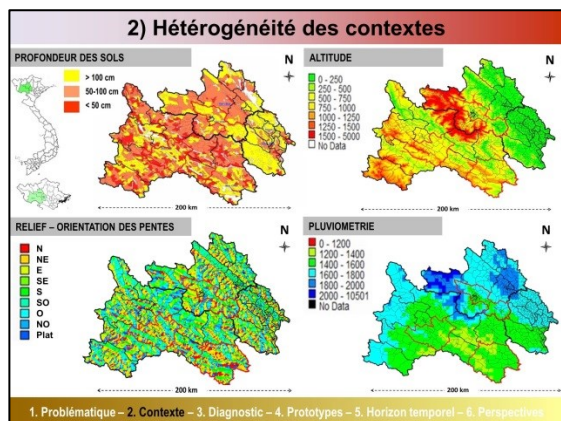 2) Hétérogénéité des contextes
PROFONDEUR DES SOLS
N
> 100 cm
50-100 cm
< 50 cm
200 km
ALTITUDE
N
0 - 250
250 - 500
500 - 750
750 - 1000
1000 - 1250
1250 - 1500
1500 - 5000
No Data
200 km
RELIEF – ORIENTATION DES PENTES
N
N
NE
E
SE
S
SO
O
NO
Plat
200 km
PLUVIOMETRIE
N
0 - 1200
1200 - 1400
1400 - 1600
1600 - 1800
1800 - 2000
2000 - 10501
No Data
200 km
1. Problématique – 2. Contexte – 3. Diagnostic – 4. Prototypes – 5. Horizon temporel – 6. Perspectives